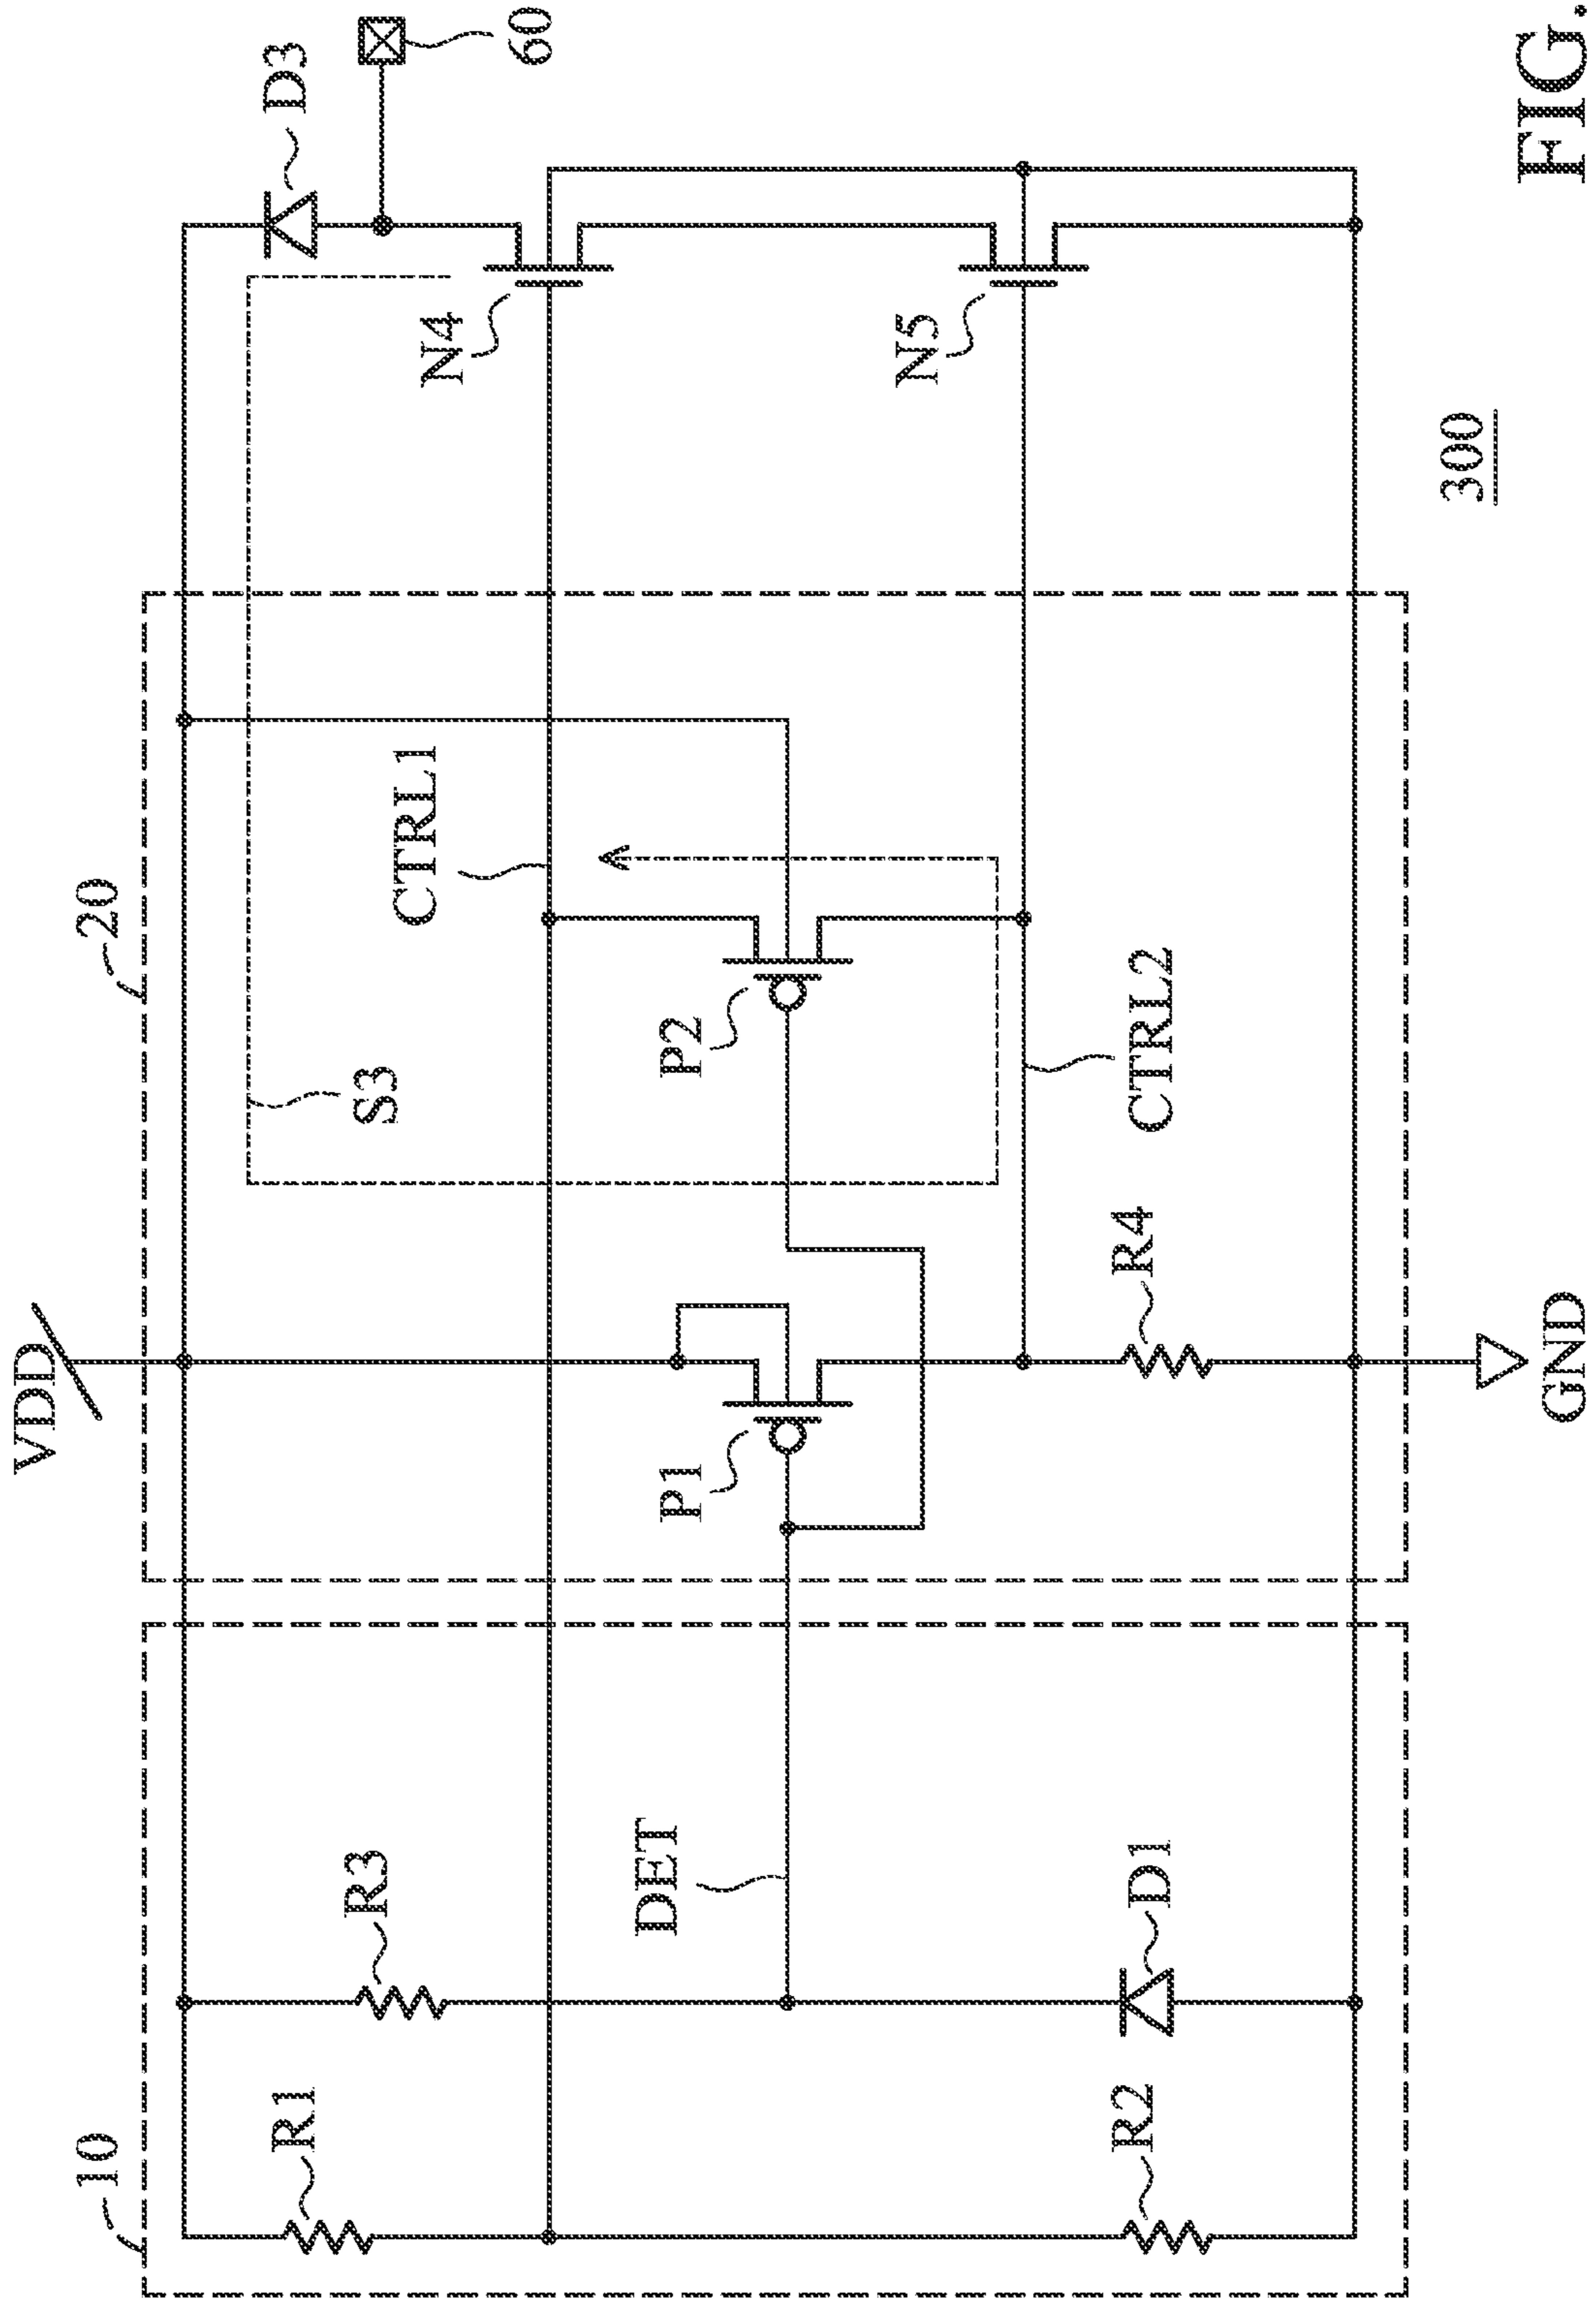 VDD
10
20
R1
R3
DET
R2
D1
P1
P2
S3
CTRL1
CTRL2
R4
GND
N4
N5
D3
60
300
FIG.